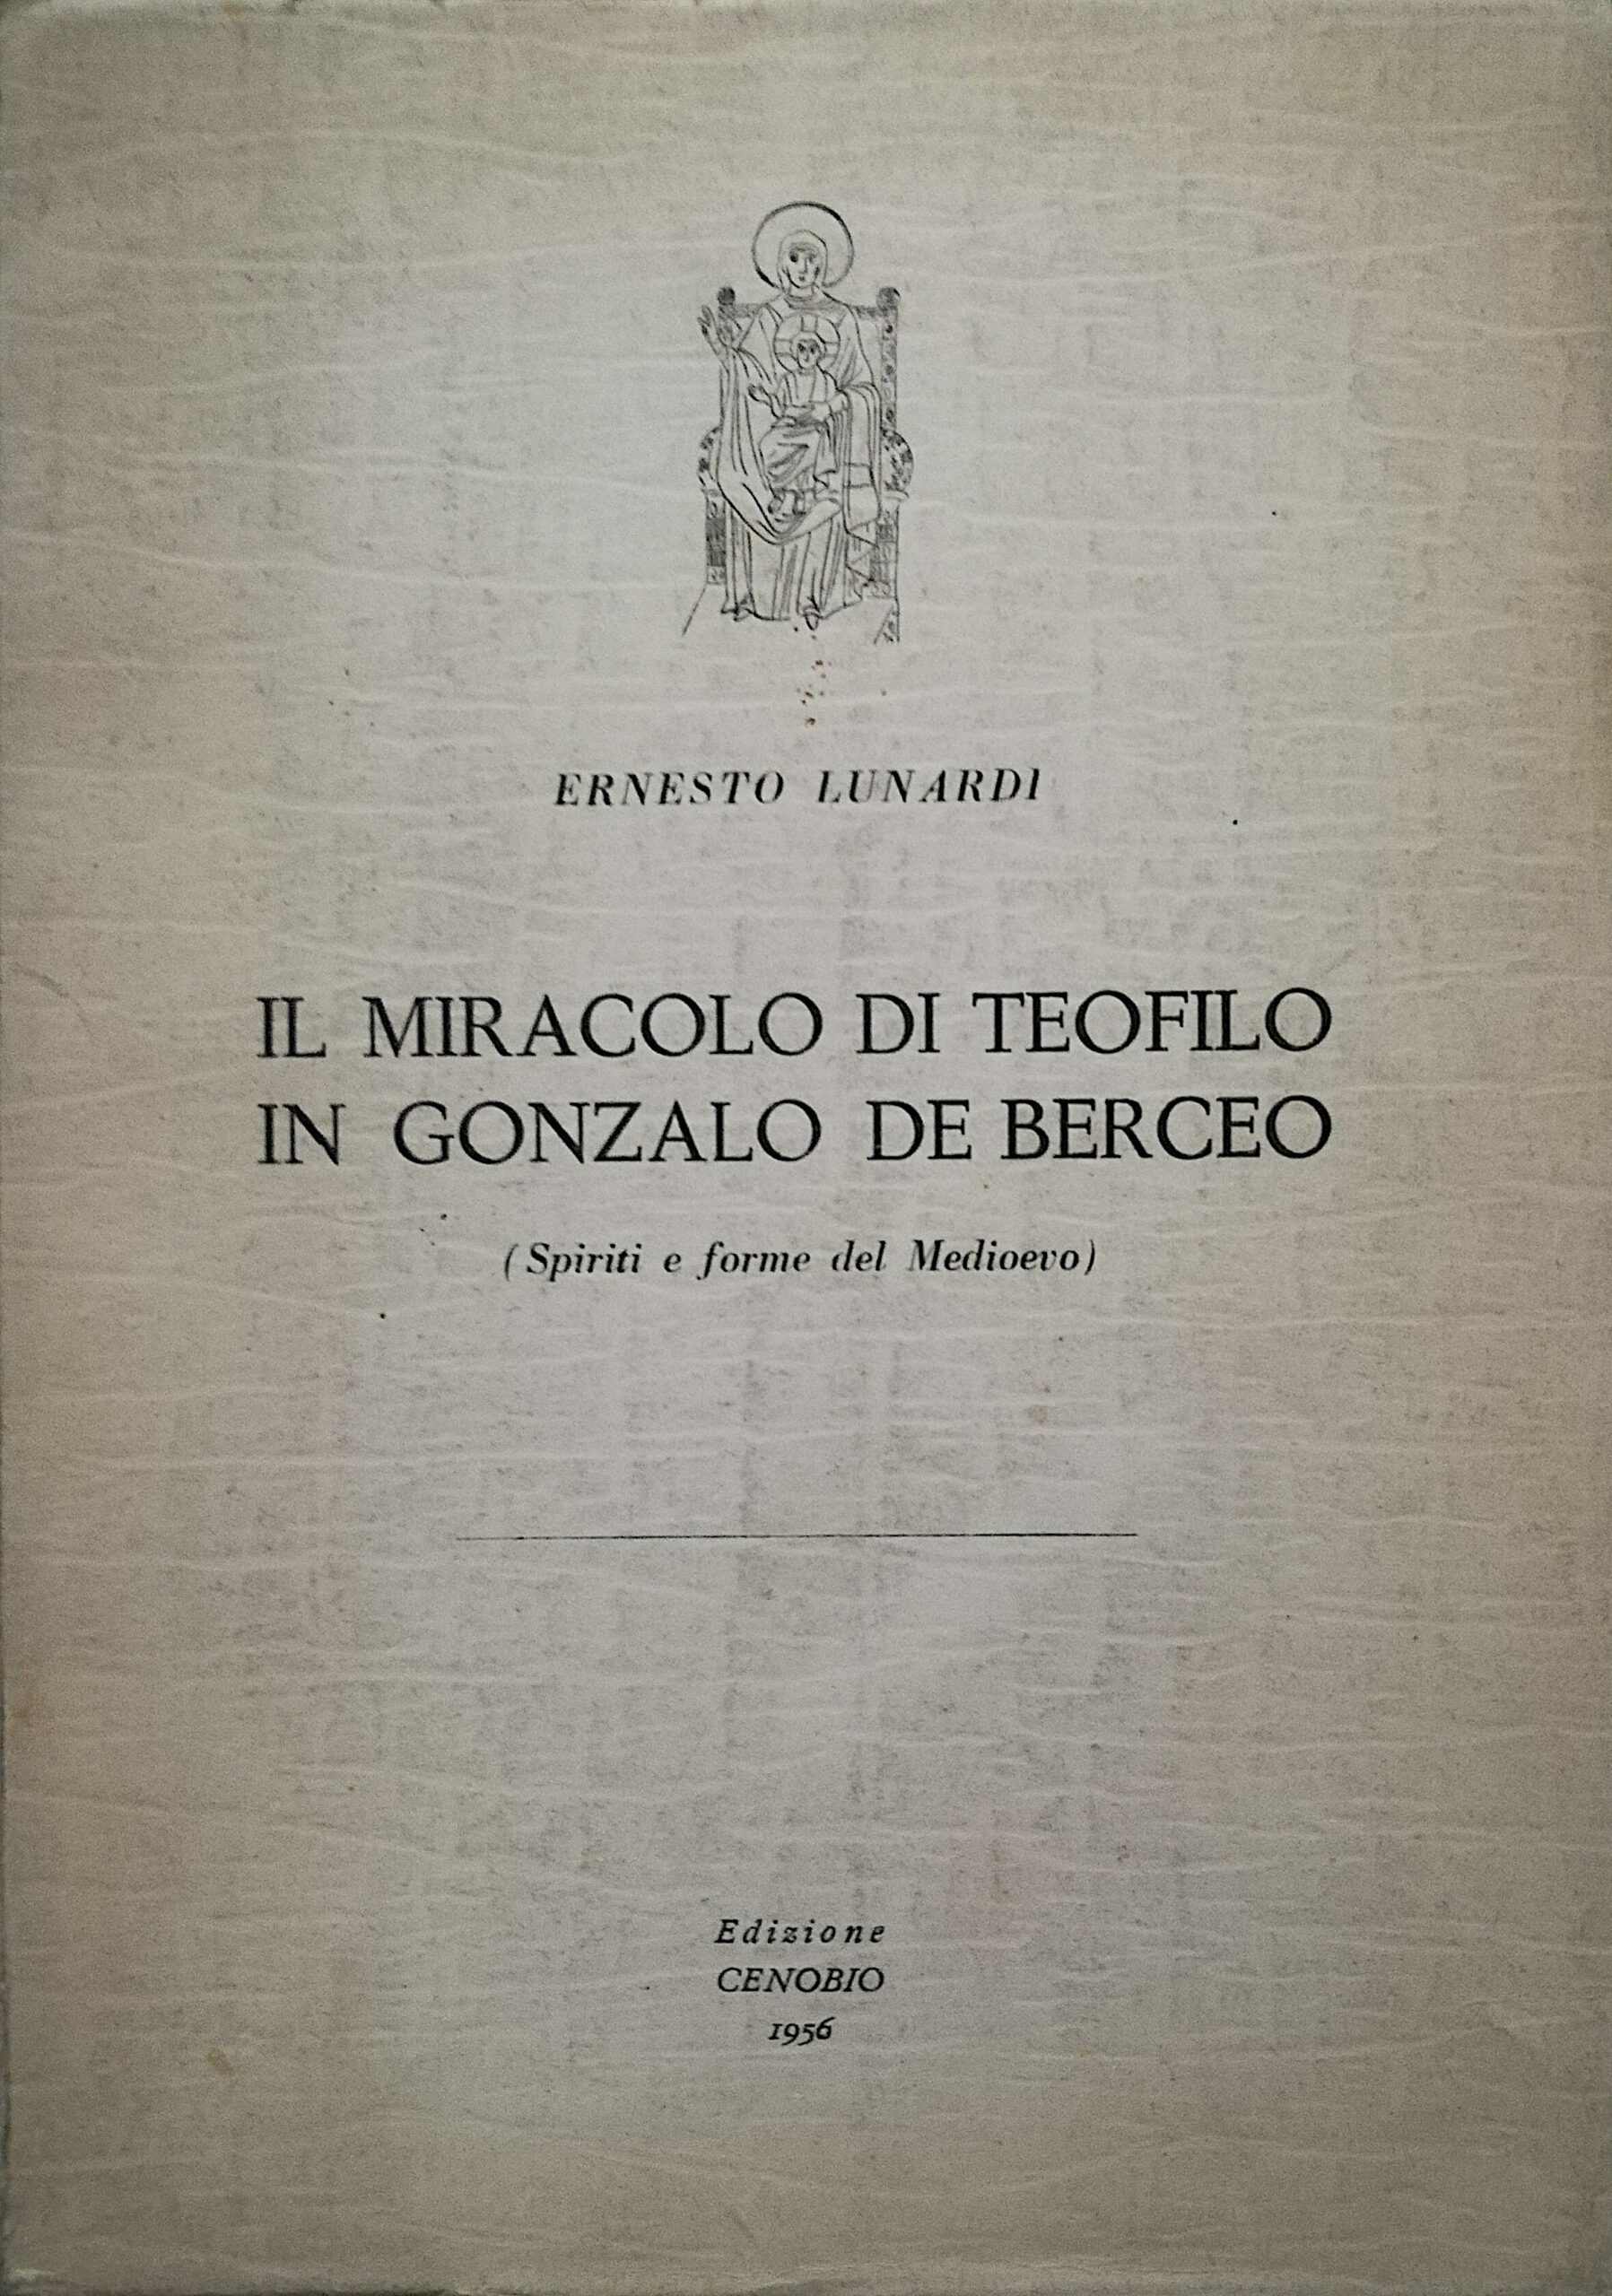 ERNESTO LUNARDI
IL MIRACOLO DI TEOFILO
IN GONZALO DE BERCEO
(Spiriti e forme del Medioevo)
Edizione
CENOBIO
1956